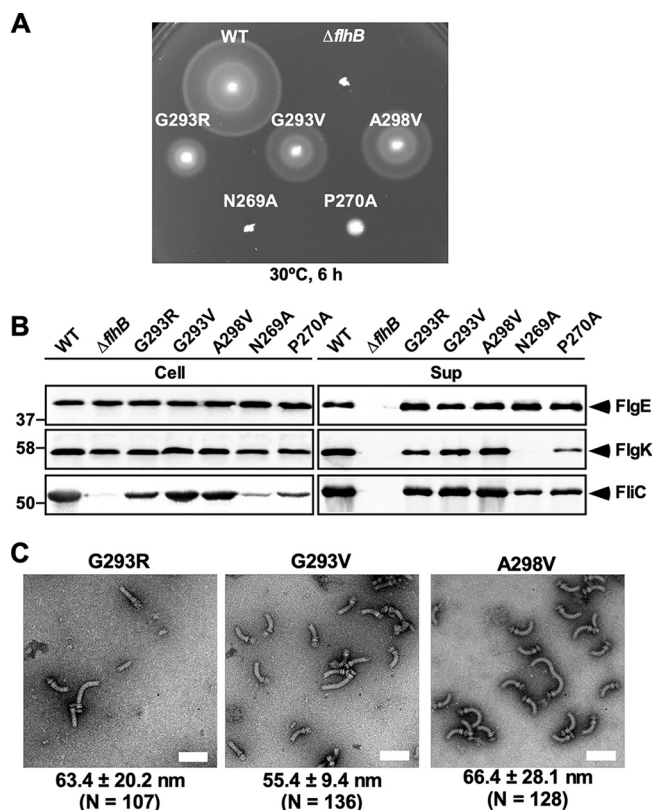 A
WT
ΔflhB
G293R
G293V
A298V
N269A
P270A
30ºC, 6 h
B
WT
ΔflhB
G293R
G293V
A298V
N269A
P270A
WT
ΔflhB
G293R
G293V
A298V
N269A
P270A
Cell
Sup
37
FlgE
58
FlgK
50
FliC
C
G293R
G293V
A298V
63.4 ± 20.2 nm
(N = 107)
55.4 ± 9.4 nm
(N = 136)
66.4 ± 28.1 nm
(N = 128)